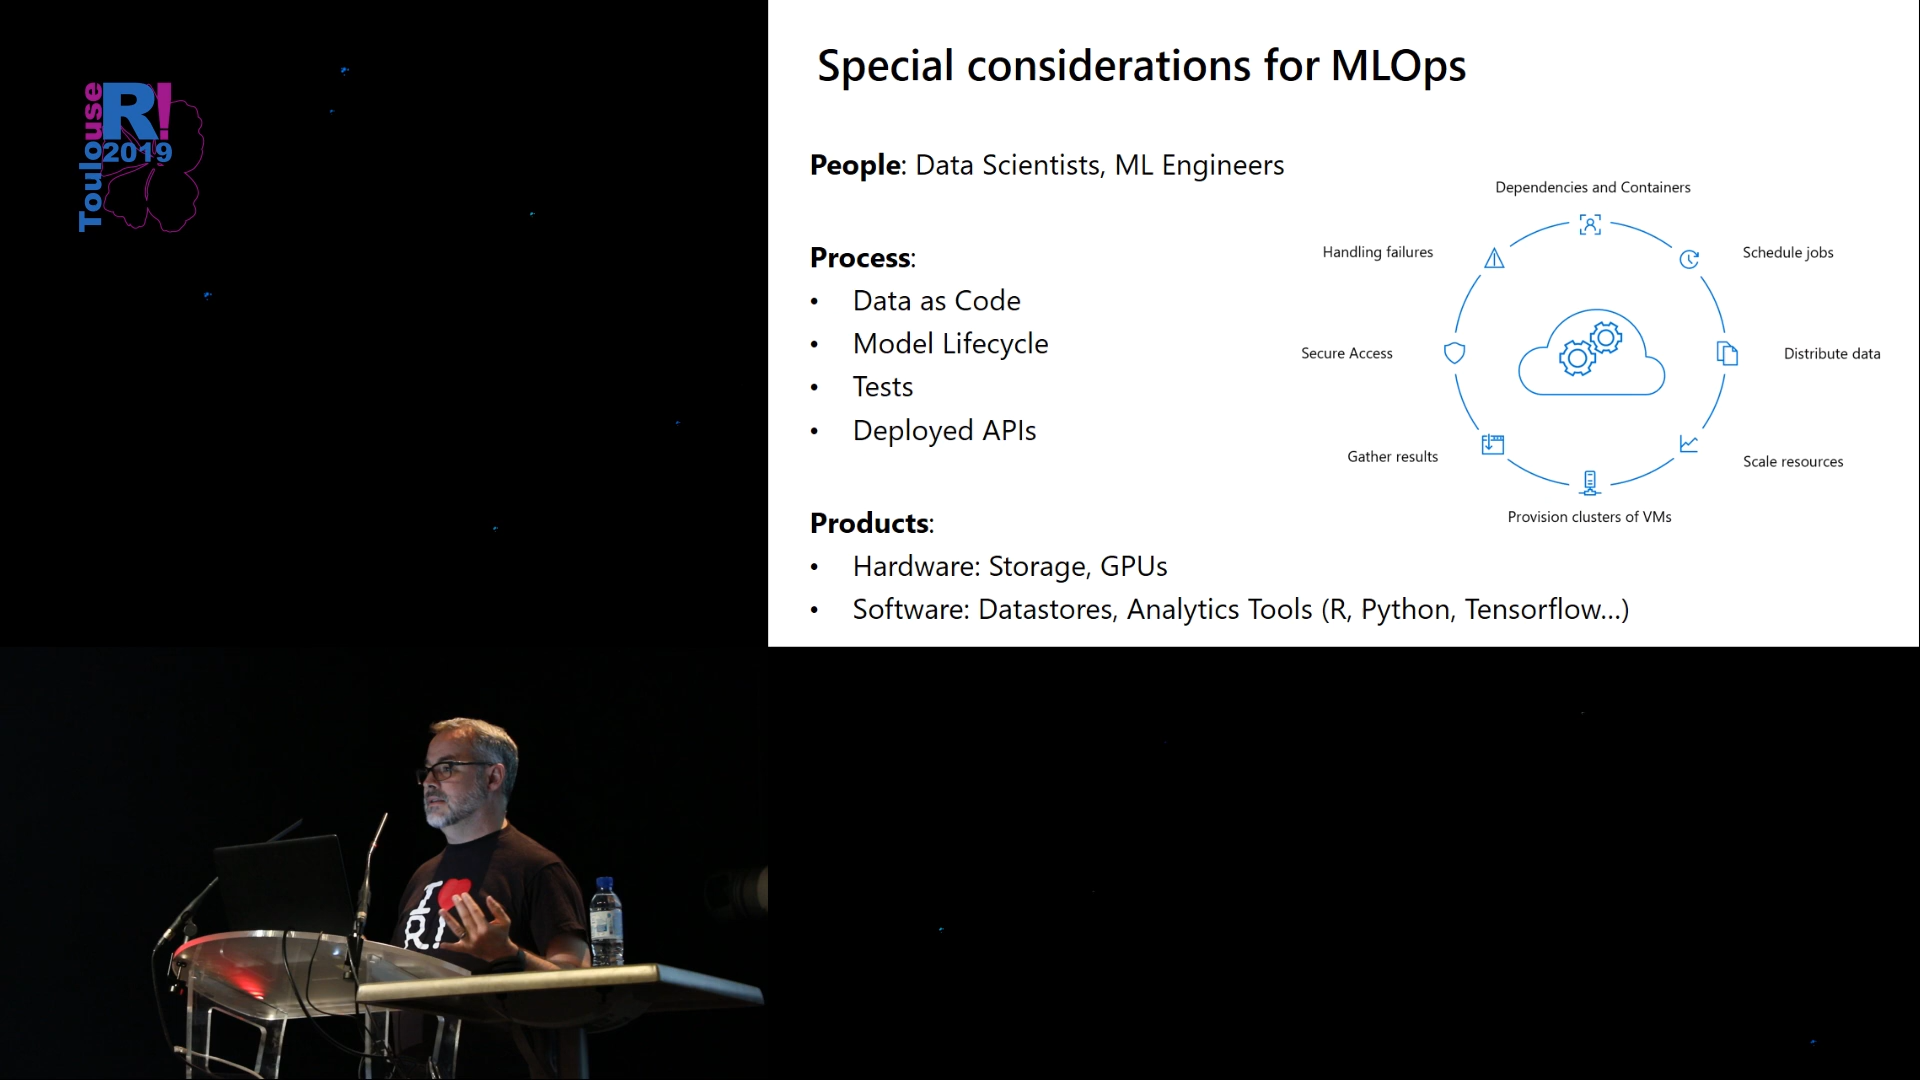 Toulouse
R!
2019
Special considerations for MLOps
People: Data Scientists, ML Engineers
Process:
• Data as Code
• Model Lifecycle
• Tests
• Deployed APIs
Products:
• Hardware: Storage, GPUs
• Software: Datastores, Analytics Tools (R, Python, Tensorflow...)
Dependencies and Containers
Handling failures
Schedule jobs
Secure Access
Distribute data
Gather results
Scale resources
Provision clusters of VMs
I
R!